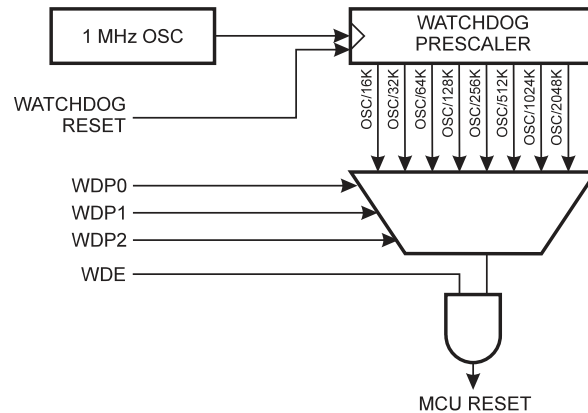 1 MHz OSC
WATCHDOG
PRESCALER
WATCHDOG
RESET
OSC/16K
OSC/32K
OSC/64K
OSC/128K
OSC/256K
OSC/512K
OSC/1024K
OSC/2048K
WDP0
WDP1
WDP2
WDE
MCU RESET